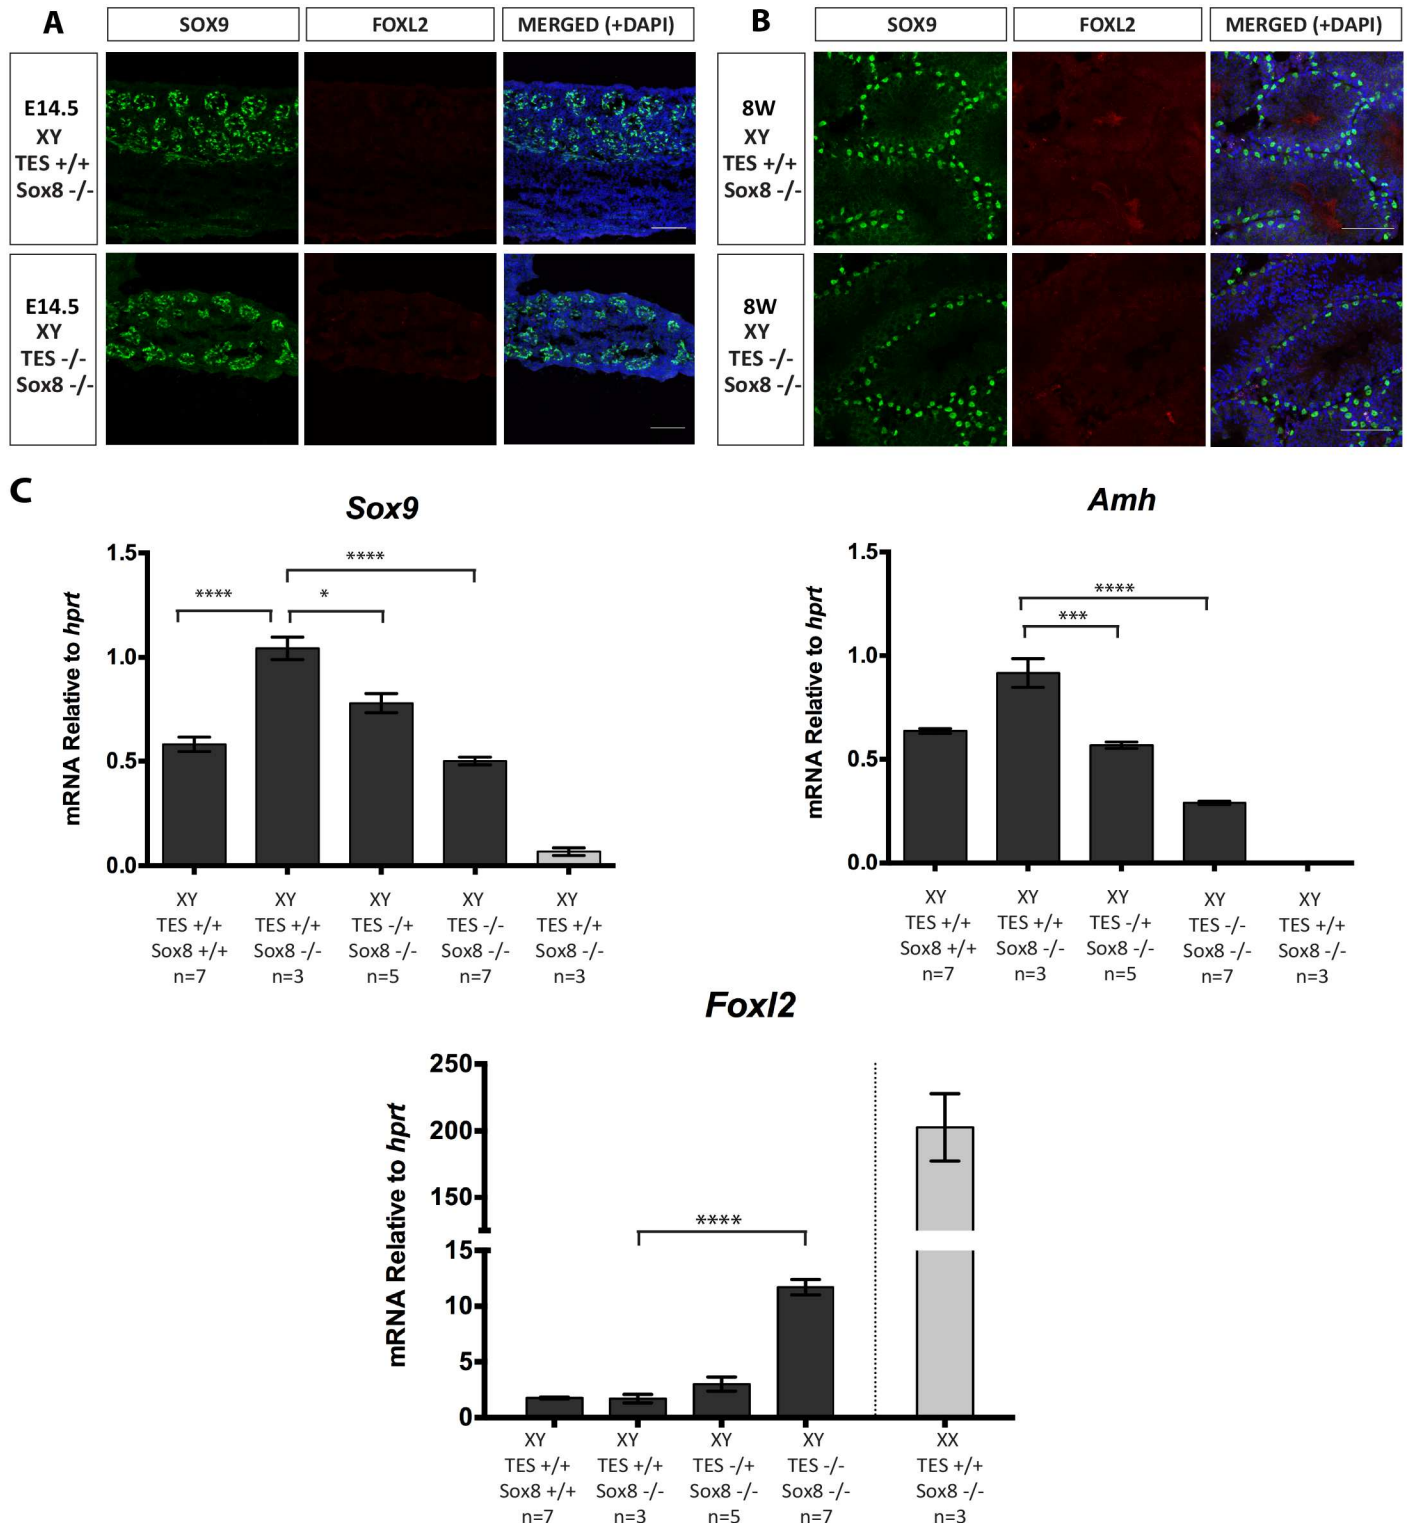 A
SOX9
FOXL2
MERGED (+DAPI)
E14.5
XY
TES +/+
Sox8 -/-
E14.5
XY
TES -/-
Sox8 -/-
B
SOX9
FOXL2
MERGED (+DAPI)
8W
XY
TES +/+
Sox8 -/-
8W
XY
TES -/-
Sox8 -/-
C
Sox9
mRNA Relative to hprt
1.5
1.0
0.5
0.0
****
*
****
XY XY XY XY XY
TES +/+ TES +/+ TES -/+ TES -/- TES +/+
Sox8 +/+ Sox8 -/- Sox8 -/- Sox8 -/- Sox8 -/-
n=7 n=3 n=5 n=7 n=3
Amh
mRNA Relative to hprt
1.5
1.0
0.5
0.0
****
***
XY XY XY XY XY
TES +/+ TES +/+ TES -/+ TES -/- TES +/+
Sox8 +/+ Sox8 -/- Sox8 -/- Sox8 -/- Sox8 -/-
n=7 n=3 n=5 n=7 n=3
Foxl2
mRNA Relative to hprt
250
200
150
15
10
5
0
****
XY XY XY XY XX
TES +/+ TES +/+ TES -/+ TES -/- TES +/+
Sox8 +/+ Sox8 -/- Sox8 -/- Sox8 -/- Sox8 -/-
n=7 n=3 n=5 n=7 n=3